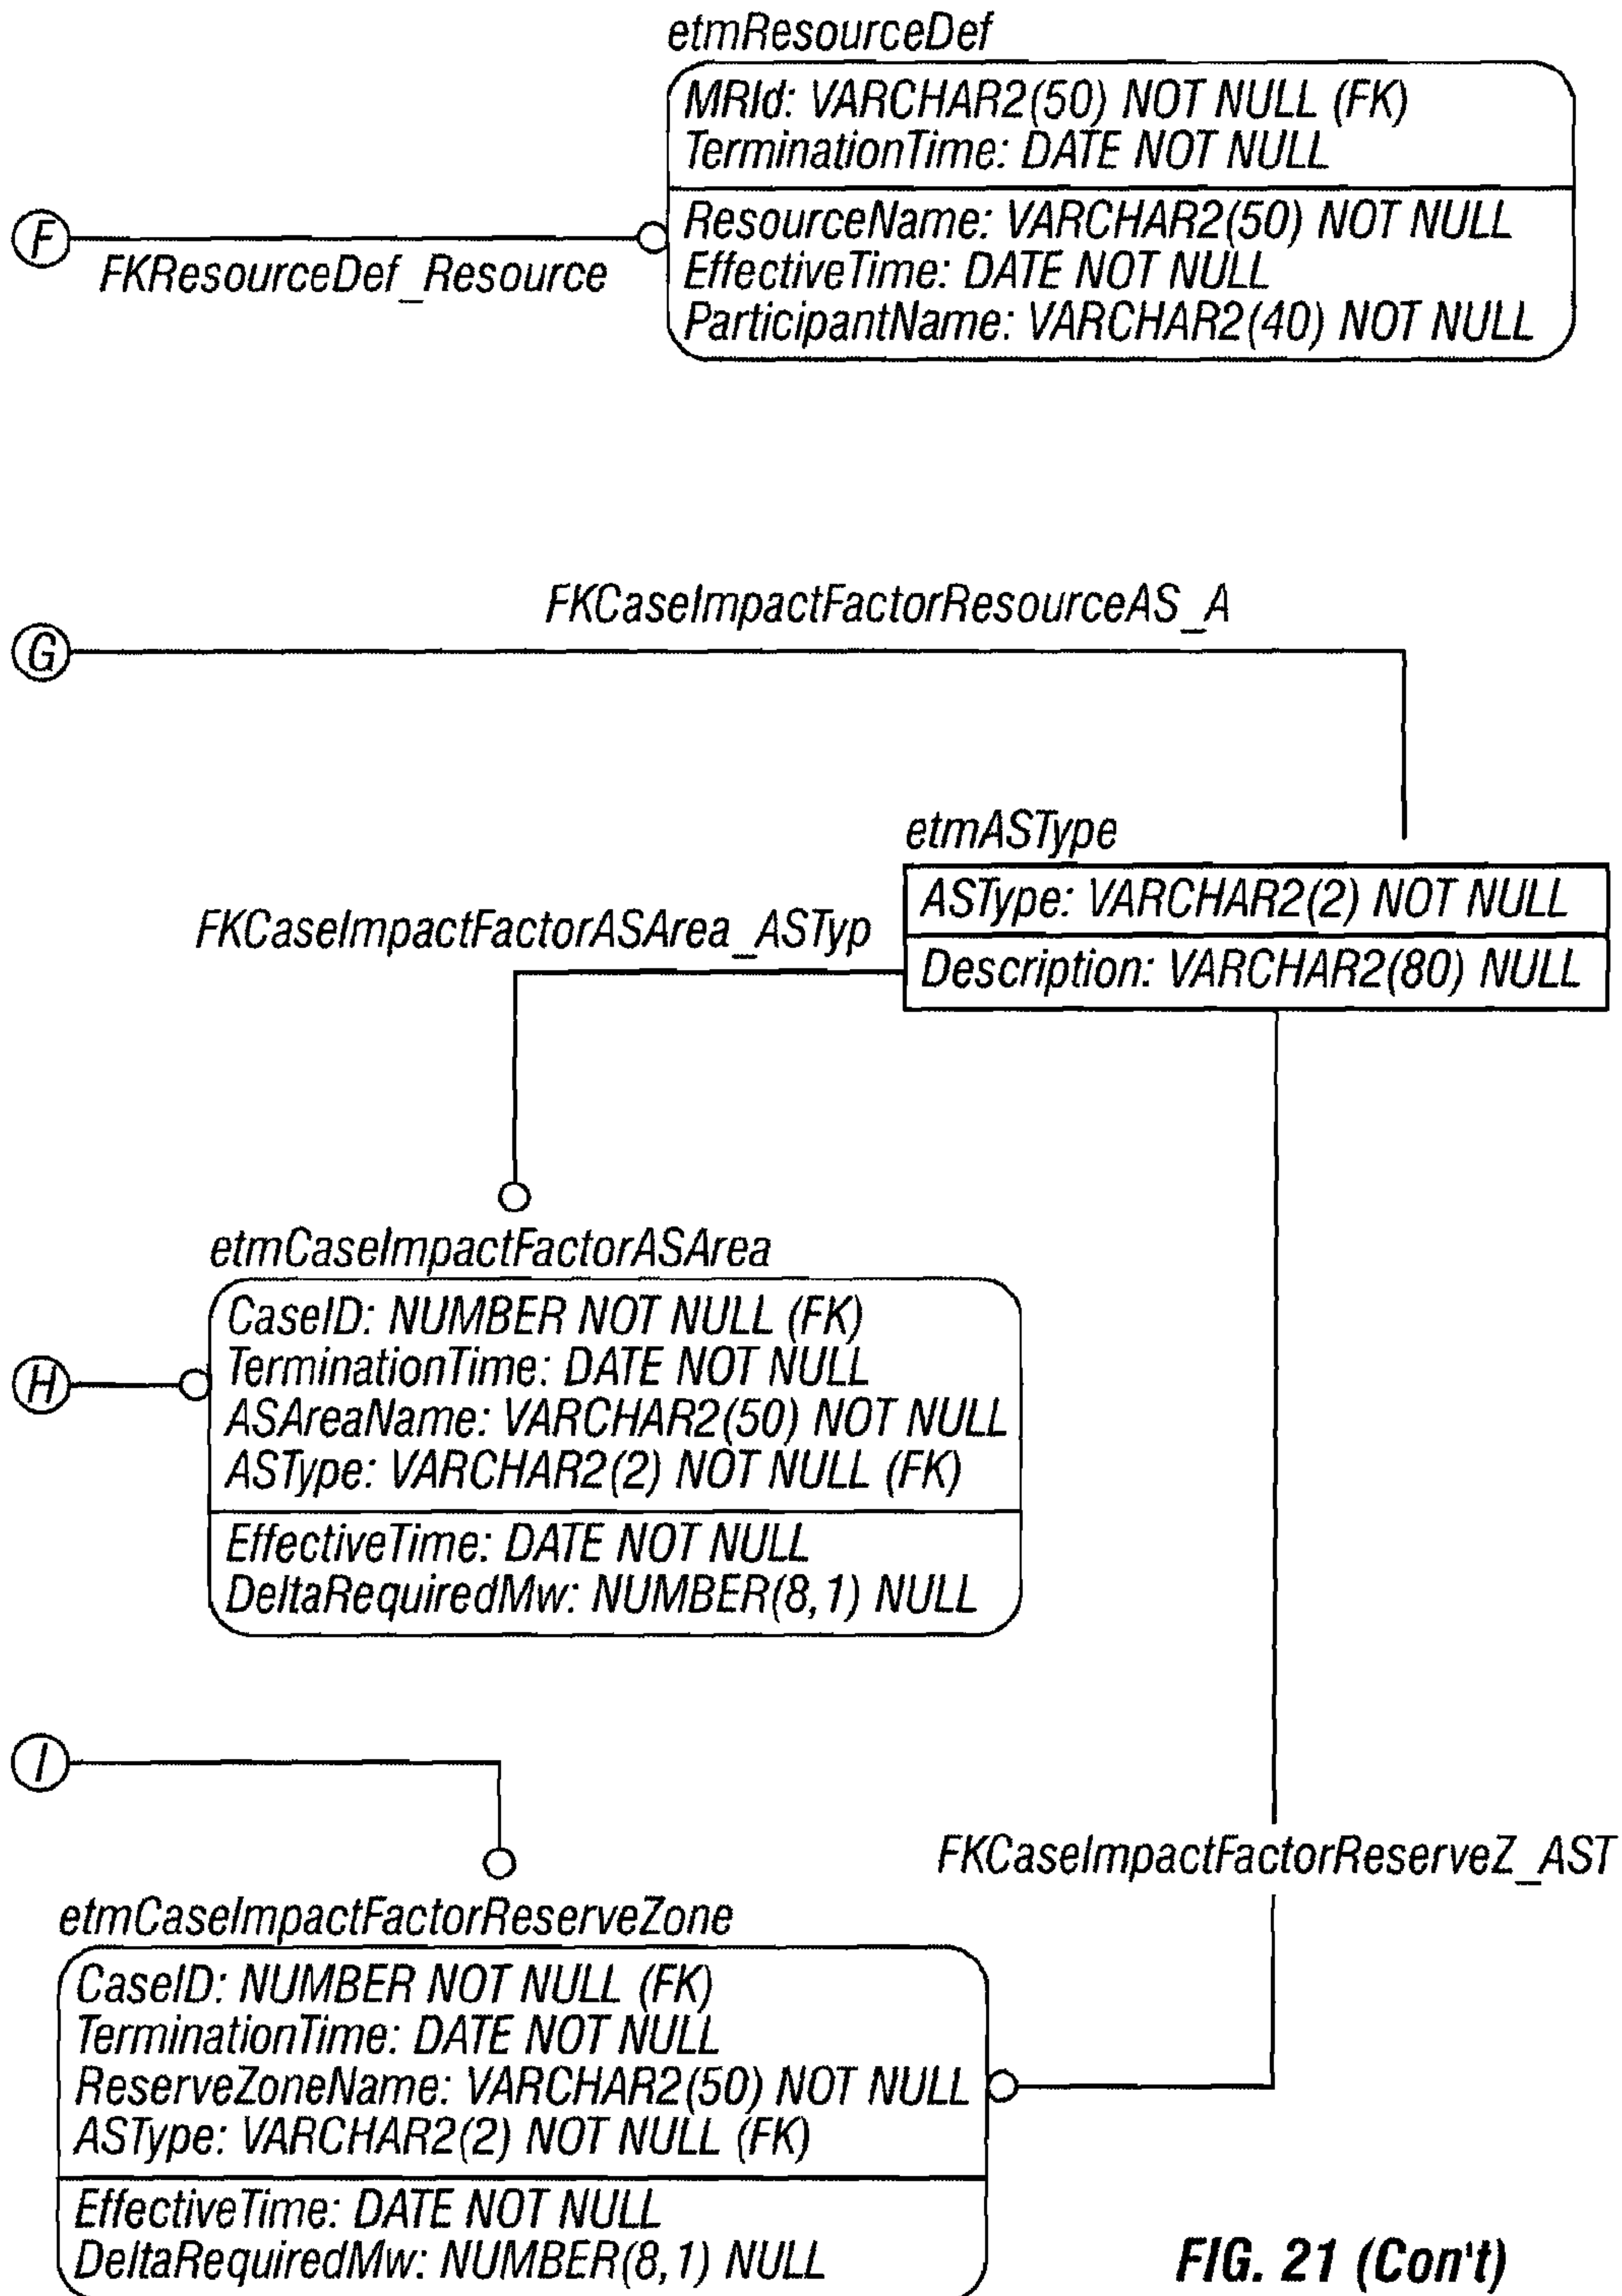 etmResourceDef
MRId: VARCHAR2(50) NOT NULL (FK)
TerminationTime: DATE NOT NULL
ResourceName: VARCHAR2(50) NOT NULL
EffectiveTime: DATE NOT NULL
ParticipantName: VARCHAR2(40) NOT NULL
F
FKResourceDef_Resource
FKCaseImpactFactorResourceAS_A
G
etmASType
ASType: VARCHAR2(2) NOT NULL
Description: VARCHAR2(80) NULL
FKCaseImpactFactorASArea_ASTyp
etmCaseImpactFactorASArea
CaseID: NUMBER NOT NULL (FK)
TerminationTime: DATE NOT NULL
ASAreaName: VARCHAR2(50) NOT NULL
ASType: VARCHAR2(2) NOT NULL (FK)
EffectiveTime: DATE NOT NULL
DeltaRequiredMw: NUMBER(8,1) NULL
H
I
FKCaseImpactFactorReserveZ_AST
etmCaseImpactFactorReserveZone
CaseID: NUMBER NOT NULL (FK)
TerminationTime: DATE NOT NULL
ReserveZoneName: VARCHAR2(50) NOT NULL
ASType: VARCHAR2(2) NOT NULL (FK)
EffectiveTime: DATE NOT NULL
DeltaRequiredMw: NUMBER(8,1) NULL
FIG. 21 (Con't)